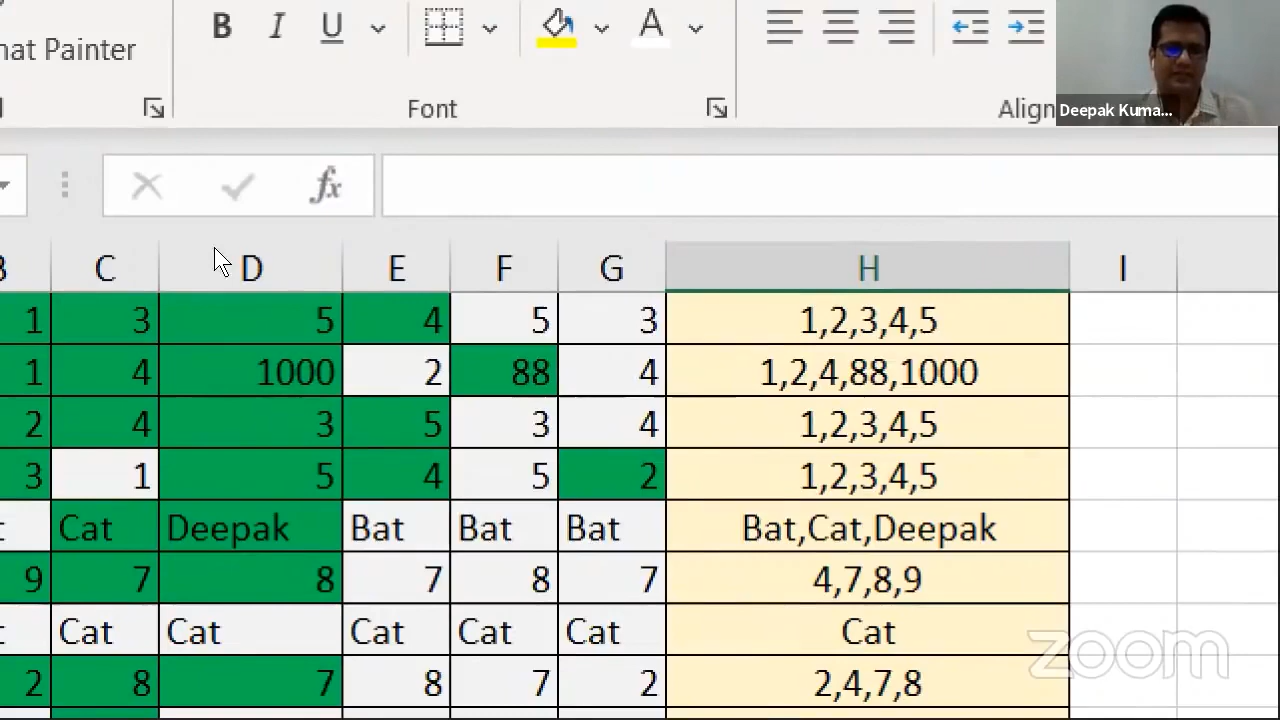 B I U A
mat Painter
Font
Align
Deepak Kuma...
fx
C D E F G H I
1 3 5 4 5 3 1,2,3,4,5
1 4 1000 2 88 4 1,2,4,88,1000
2 4 3 5 3 4 1,2,3,4,5
3 1 5 4 5 2 1,2,3,4,5
t Cat Deepak Bat Bat Bat Bat,Cat,Deepak
9 7 8 7 8 7 4,7,8,9
t Cat Cat Cat Cat Cat Cat
2 8 7 8 7 2 2,4,7,8
zoom